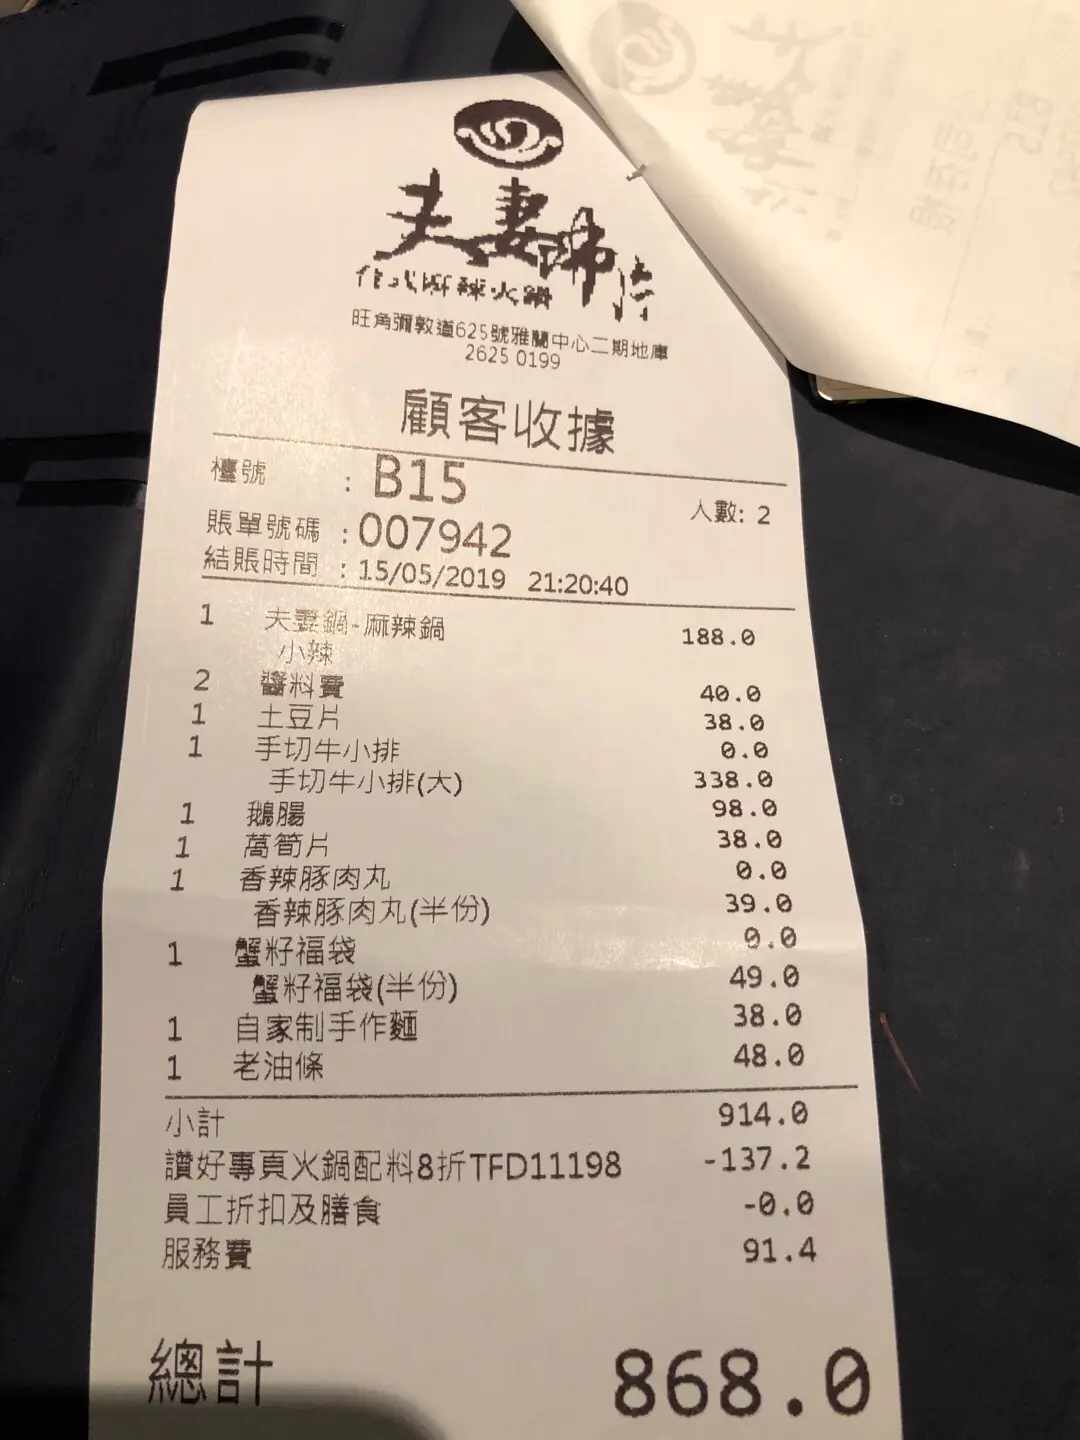 夫妻沸片
旺角彌敦道625號雅蘭中心二期地庫
2625 0199
顧客收據
檯號 : B15 人數: 2
賬單號碼 : 007942
結賬時間 : 15/05/2019 21:20:40
1 夫妻鍋-麻辣鍋 188.0
小辣
2 醬料費 40.0
1 土豆片 38.0
1 手切牛小排 0.0
手切牛小排(大) 338.0
1 鵝腸 98.0
1 萵筍片 38.0
1 香辣豚肉丸 0.0
香辣豚肉丸(半份) 39.0
1 蟹籽福袋 0.0
蟹籽福袋(半份) 49.0
1 自家制手作麵 38.0
1 老油條 48.0
小計 914.0
讚好專頁火鍋配料8折TFD11198 -137.2
員工折扣及膳食 -0.0
服務費 91.4
總計 868.0